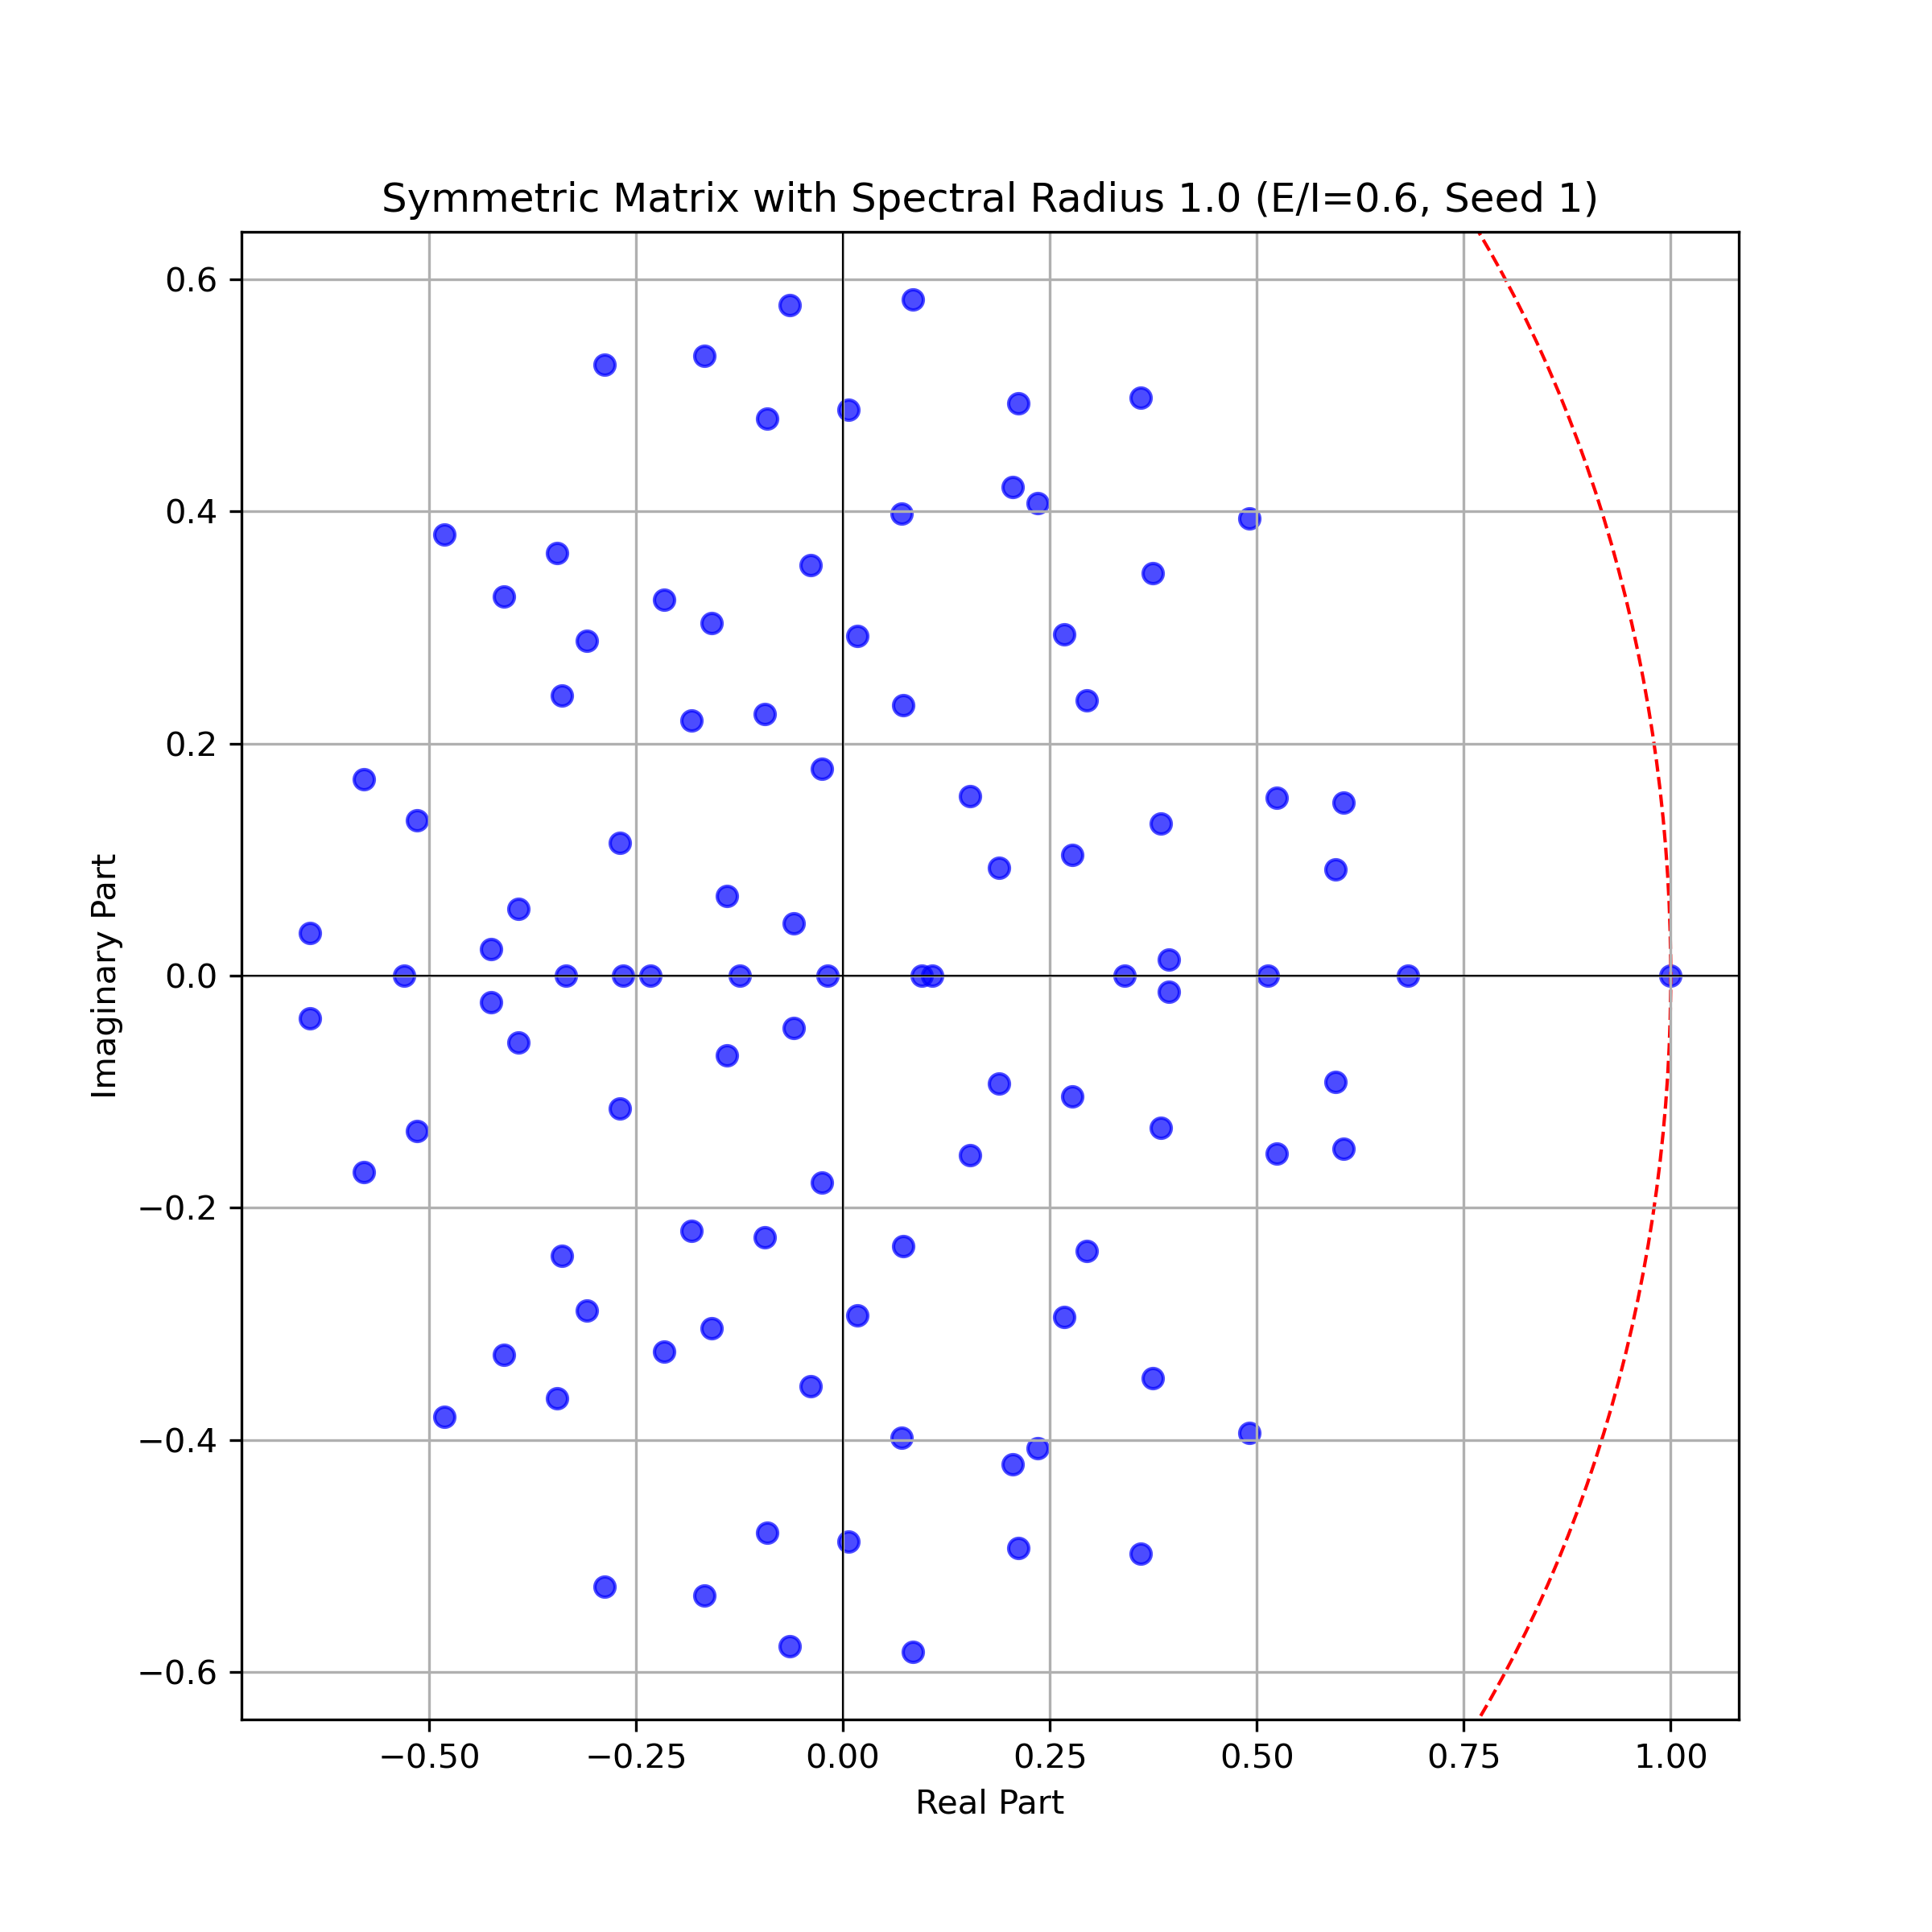 Symmetric Matrix with Spectral Radius 1.0 (E/I=0.6, Seed 1)
0.6
0.4
0.2
0.0
−0.2
−0.4
−0.6
Imaginary Part
−0.50 −0.25 0.00 0.25 0.50 0.75 1.00
Real Part